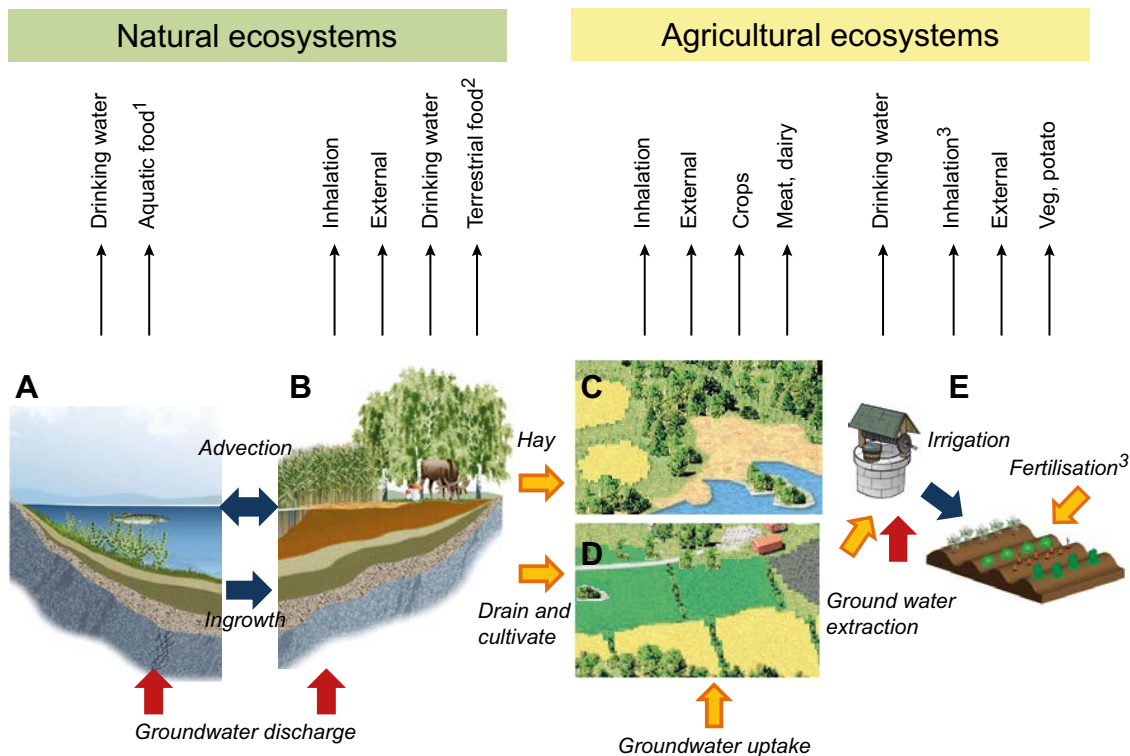 Natural ecosystems
Agricultural ecosystems
Drinking water
Aquatic food1
Inhalation
External
Drinking water
Terrestrial food2
Inhalation
External
Crops
Meat, dairy
Drinking water
Inhalation3
External
Veg, potato
A
B
C
E
Advection
Hay
Irrigation
Fertilisation3
D
Ingrowth
Drain and
cultivate
Ground water
extraction
Groundwater discharge
Groundwater uptake